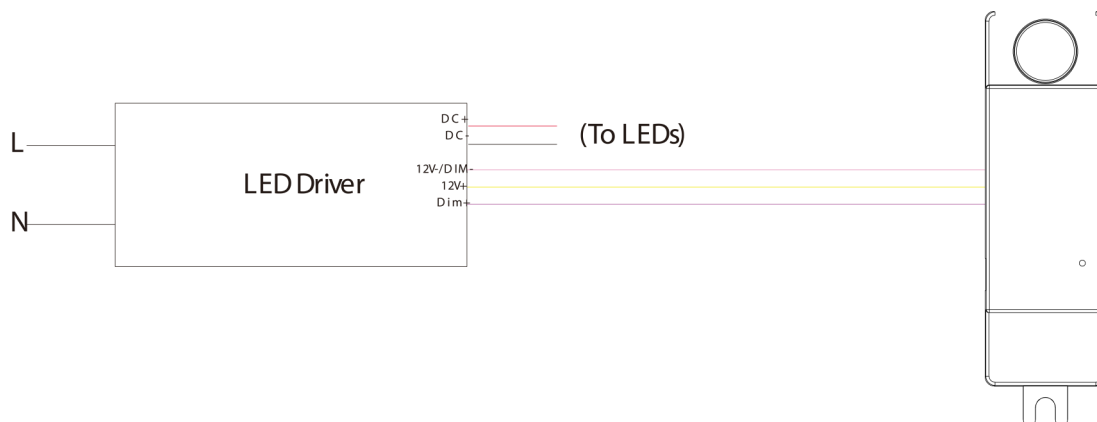 L
N
LED Driver
DC+
DC-
12V-/DIM-
12V+
Dim+
(To LEDs)